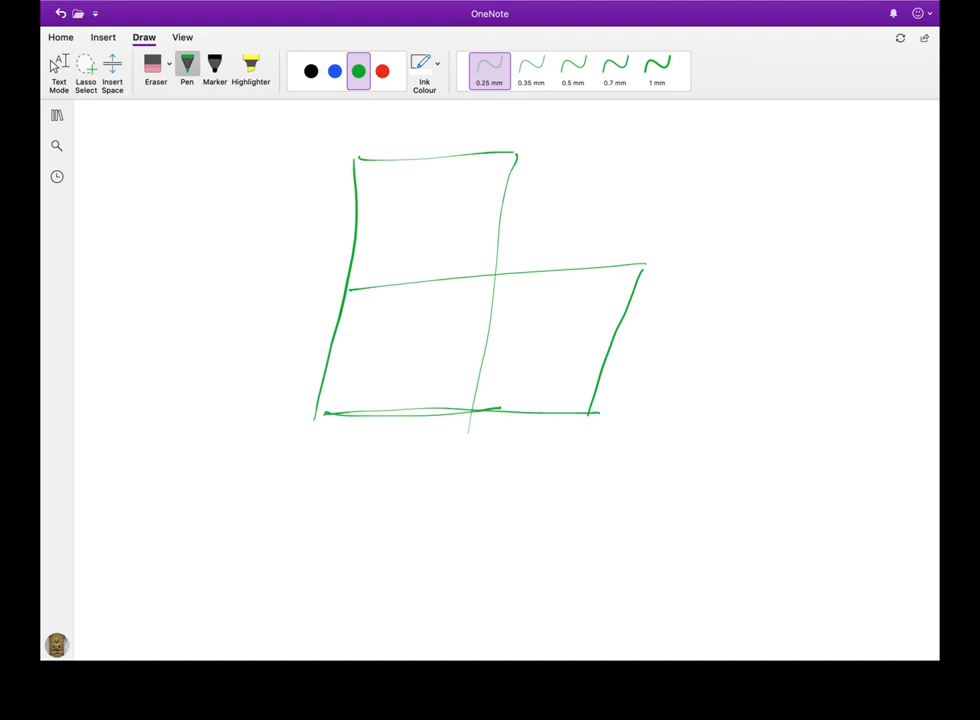 OneNote
Home Insert Draw View
Text Mode
Lasso Select
Insert Space
Eraser
Pen
Marker
Highlighter
Ink Colour
0.25 mm
0.35 mm
0.5 mm
0.7 mm
1 mm